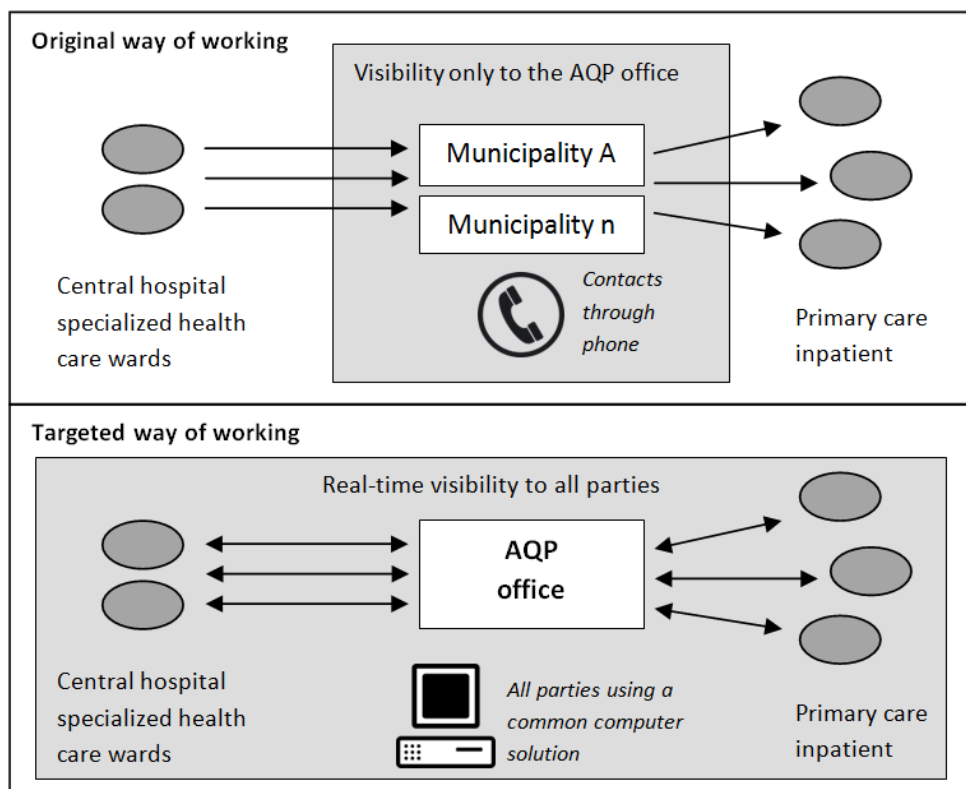 Original way of working
Visibility only to the AQP office
Municipality A
Municipality n
Contacts
through
phone
Central hospital
specialized health
care wards
Primary care
inpatient
Targeted way of working
Real-time visibility to all parties
AQP
office
Central hospital
specialized health
care wards
All parties using a
common computer
solution
Primary care
inpatient